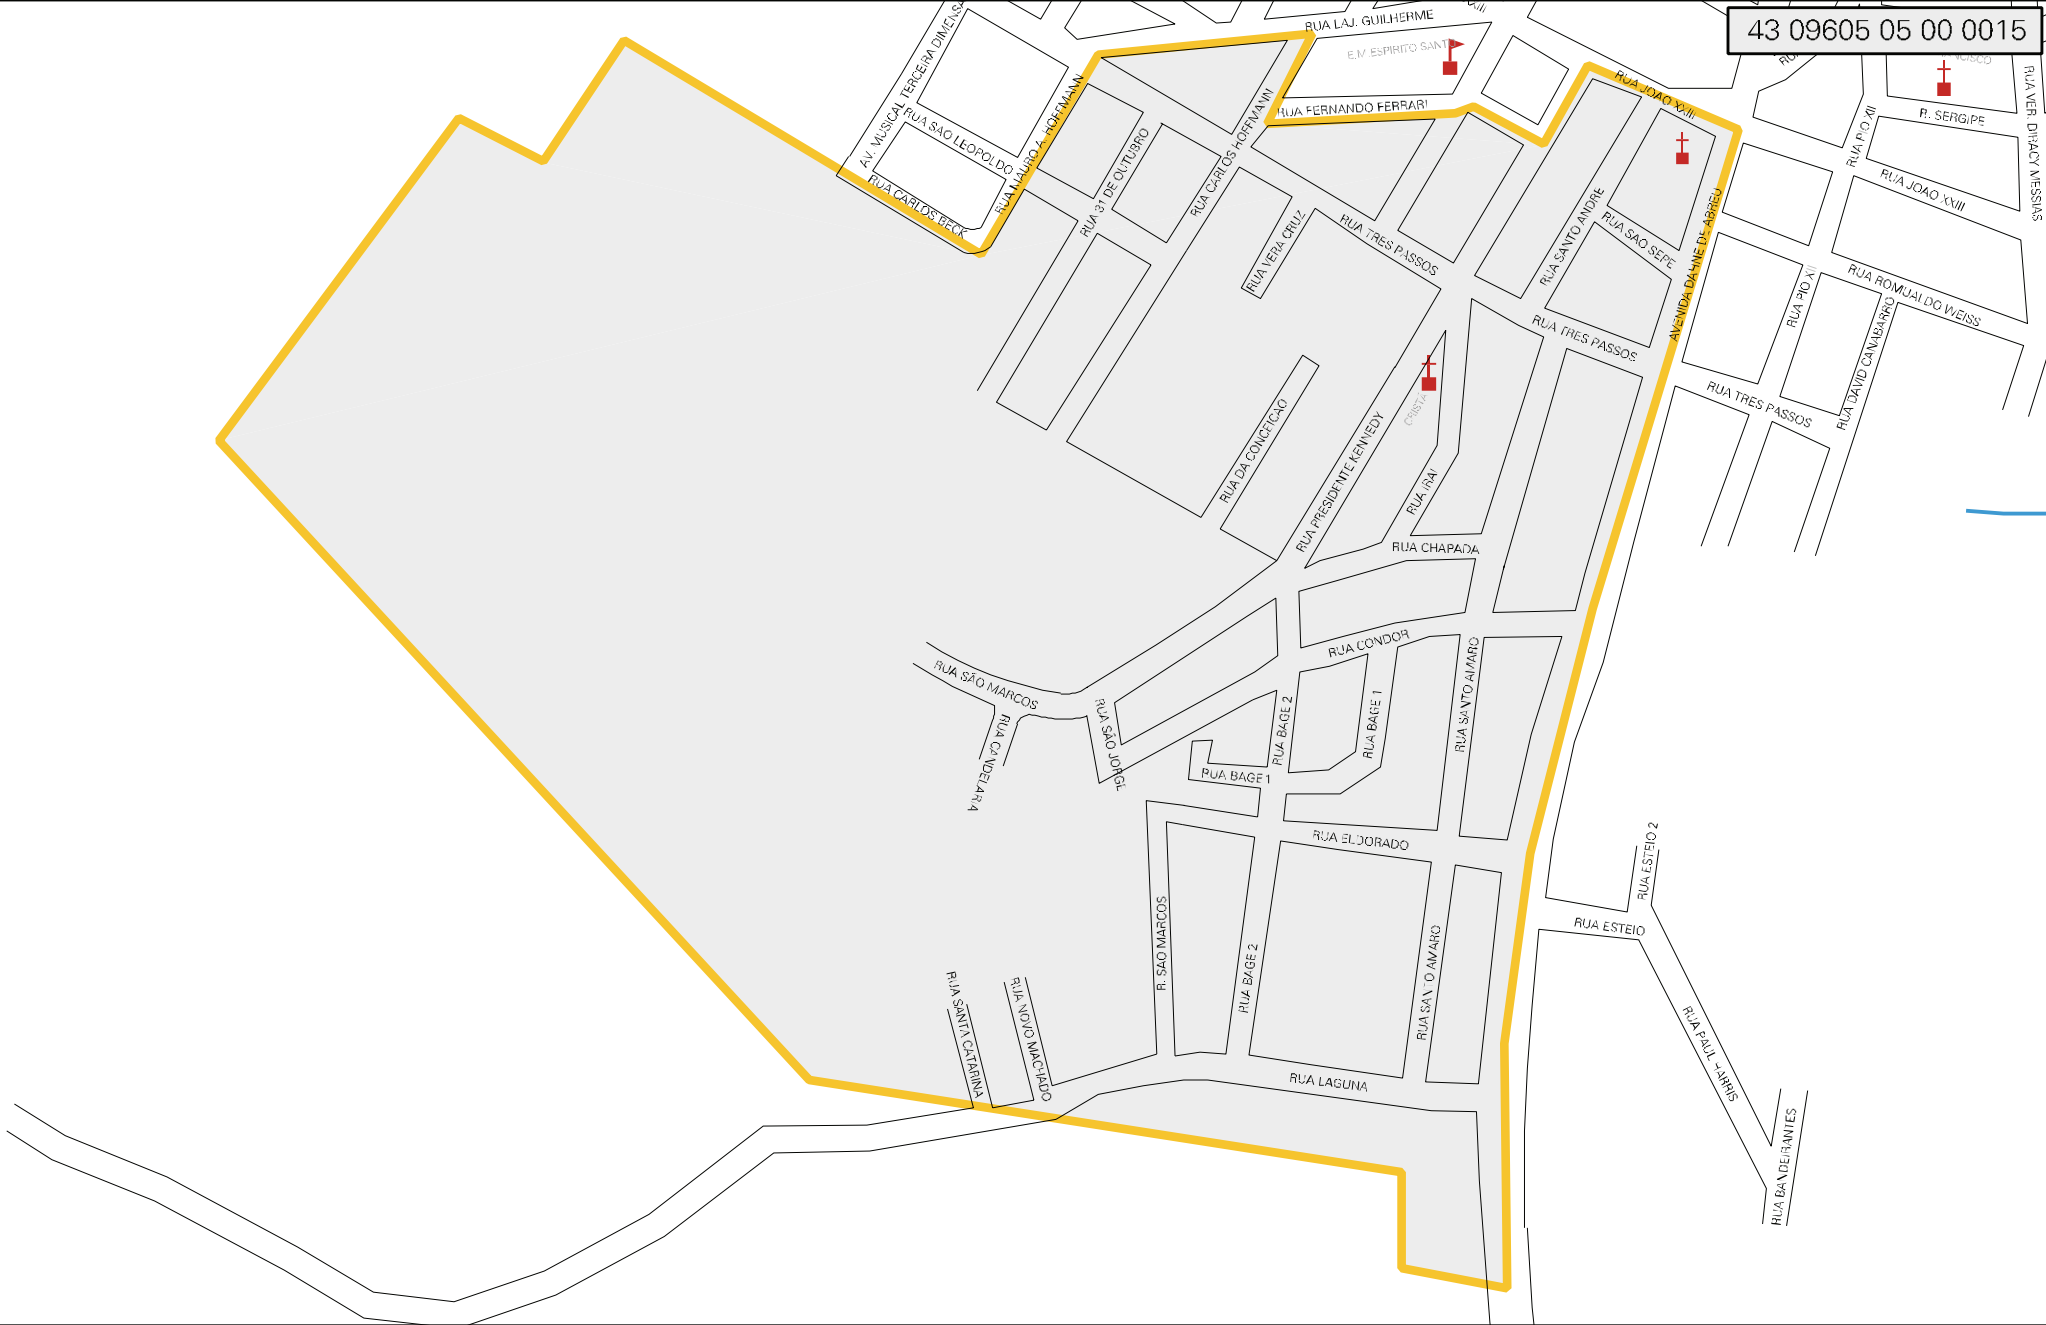 43 09605 05 00 0015
RUA LAJ. GUILHERME
E.M ESPIRITO SANTO
RUA FERNANDO FERRARI
RUA JOAO XXIII
AV. MUSICAL TERCEIRA DIMENSA
RUA SAO LEOPOLDO
RUA CARLOS BECK
RUA MAURO A. HOFFMANN
RUA 31 DE OUTUBRO
RUA CARLOS HOFFMANN
RUA VERA CRUZ
RUA TRES PASSOS
RUA SANTO ANDRE
RUA SAO SEPE
RUA TRES PASSOS
AVENIDA DAHNE DE ABREU
RUA PIO XII
R. SERGIPE
RUA VER. DIRACY MESSIAS
RUA JOAO XXIII
RUA ROMUALDO WEISS
RUA PIO XII
RUA DAVID CANABARRO
RUA TRES PASSOS
RUA DA CONCEICAO
RUA PRESIDENTE KENNEDY
CRISTA
RUA IRAI
RUA CHAPADA
RUA CONDOR
RUA SÃO MARCOS
RUA CANDELARIA
RUA SÃO JORGE
RUA BAGE 2
RUA BAGE 1
RUA BAGE 1
RUA SANTO AMARO
RUA ELDORADO
R. SAO MARCOS
RUA BAGE 2
RUA SANTO AMARO
RUA ESTEIO 2
RUA ESTEIO
RUA PAUL HARRIS
RUA BANDEIRANTES
RUA SANTA CATARINA
RUA NOVO MACHADO
RUA LAGUNA